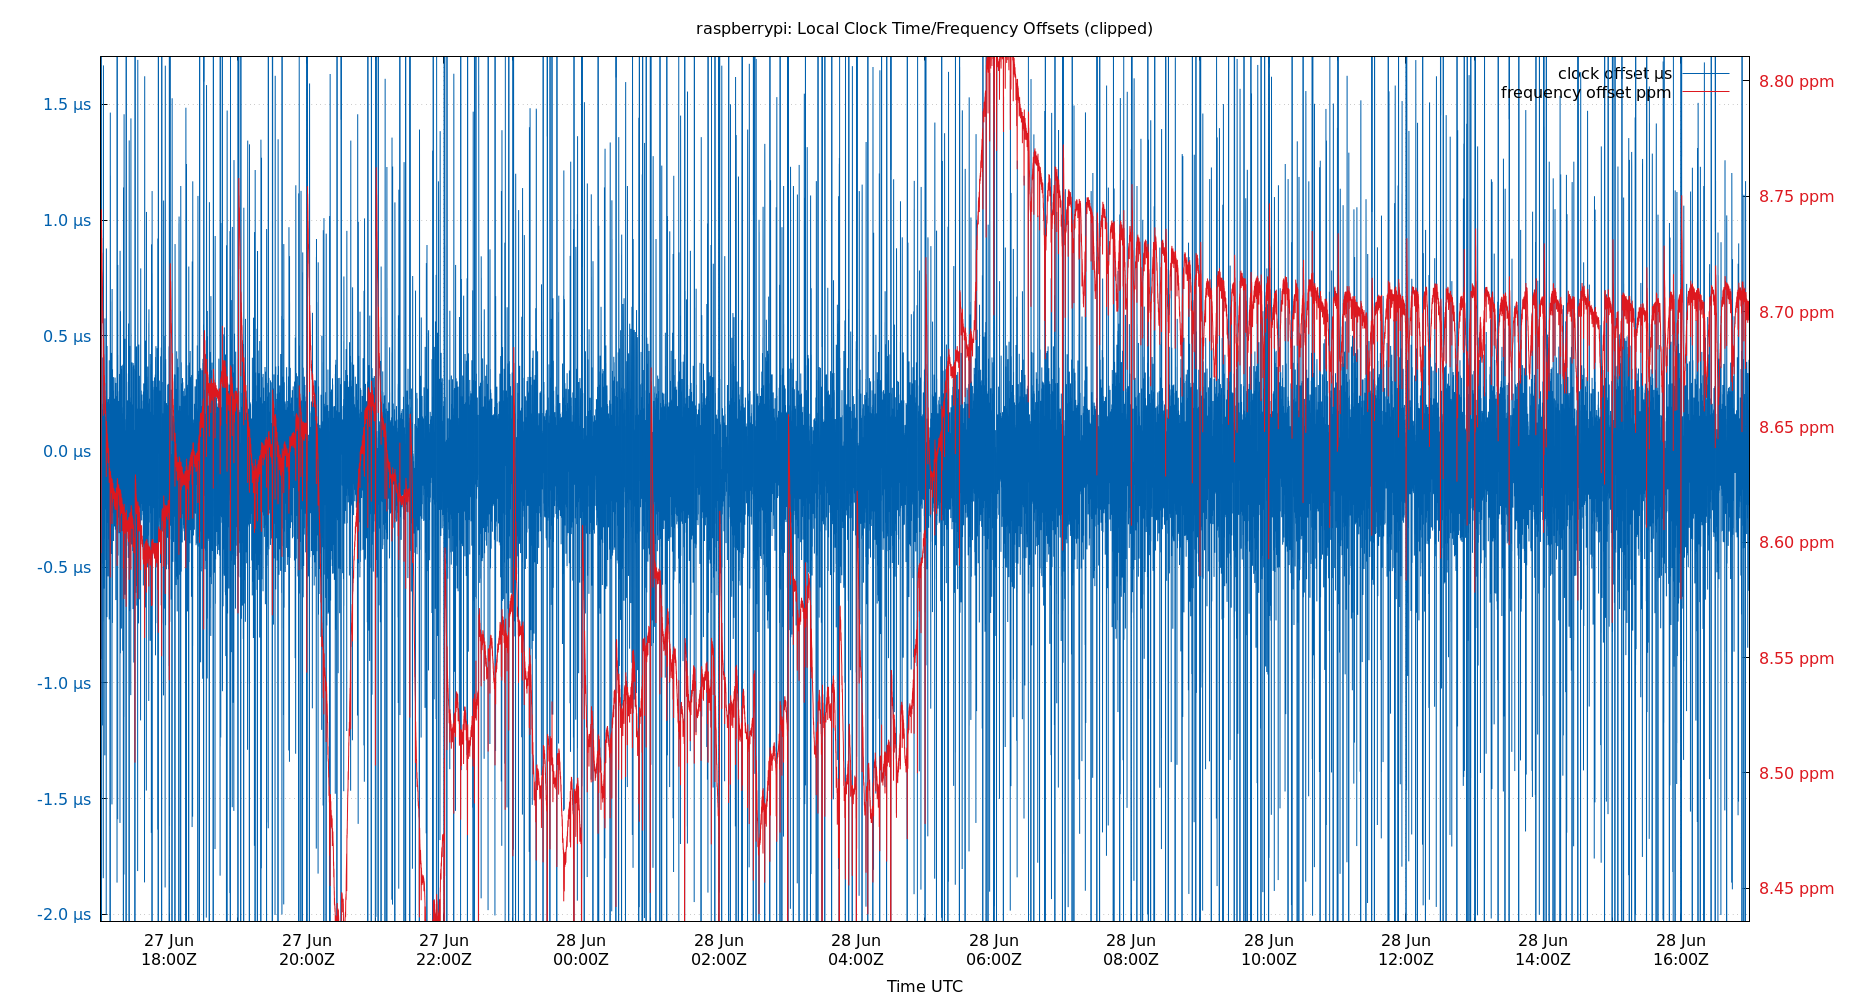 raspberrypi: Local Clock Time/Frequency Offsets (clipped)
clock offset µs
frequency offset ppm
1.5 µs
1.0 µs
0.5 µs
0.0 µs
-0.5 µs
-1.0 µs
-1.5 µs
-2.0 µs
8.80 ppm
8.75 ppm
8.70 ppm
8.65 ppm
8.60 ppm
8.55 ppm
8.50 ppm
8.45 ppm
27 Jun 27 Jun 27 Jun 28 Jun 28 Jun 28 Jun 28 Jun 28 Jun 28 Jun 28 Jun 28 Jun 28 Jun
18:00Z 20:00Z 22:00Z 00:00Z 02:00Z 04:00Z 06:00Z 08:00Z 10:00Z 12:00Z 14:00Z 16:00Z
Time UTC